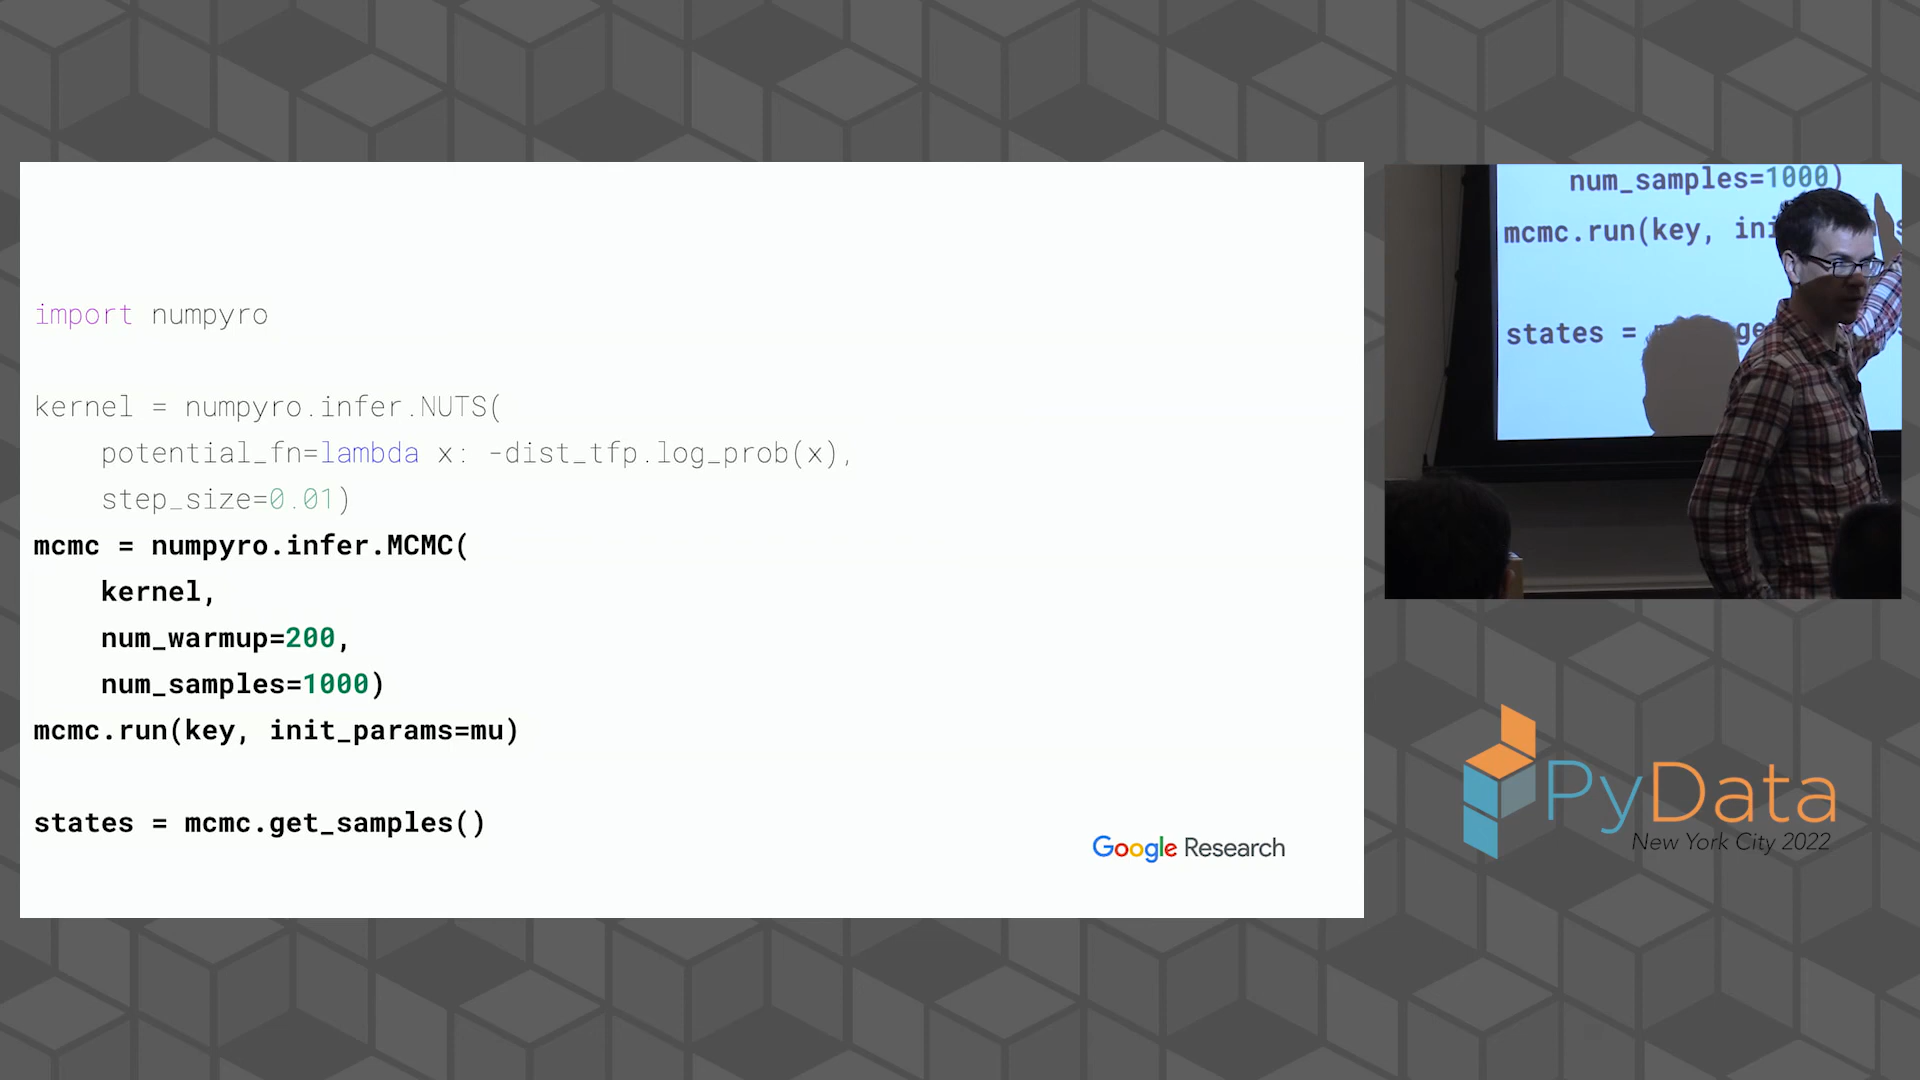 import numpyro
kernel = numpyro.infer.NUTS(
potential_fn=lambda x: -dist_tfp.log_prob(x),
step_size=0.01)
mcmc = numpyro.infer.MCMC(
kernel,
num_warmup=200,
num_samples=1000)
mcmc.run(key, init_params=mu)
states = mcmc.get_samples()
Google Research
num_samples=1000)
mcmc.run(key, ini
states =
ge
PyData
New York City 2022